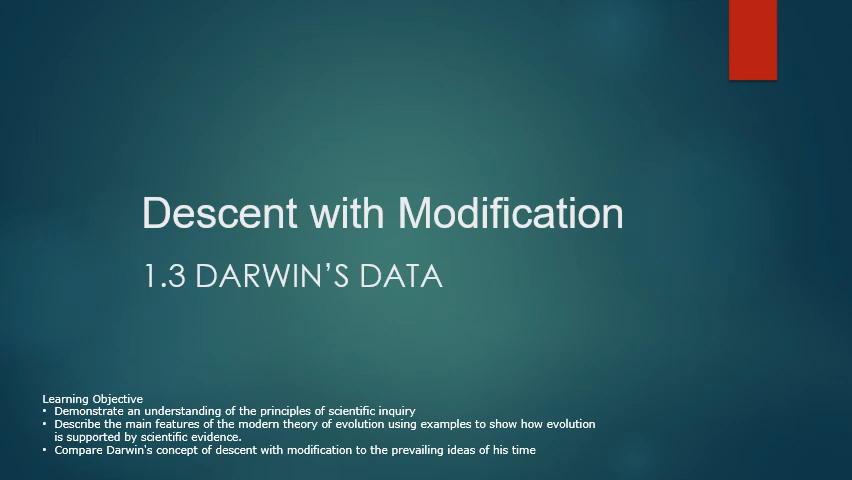 Descent with Modification
1.3 DARWIN’S DATA
Learning Objective
• Demonstrate an understanding of the principles of scientific inquiry
• Describe the main features of the modern theory of evolution using examples to show how evolution
is supported by scientific evidence.
• Compare Darwin's concept of descent with modification to the prevailing ideas of his time